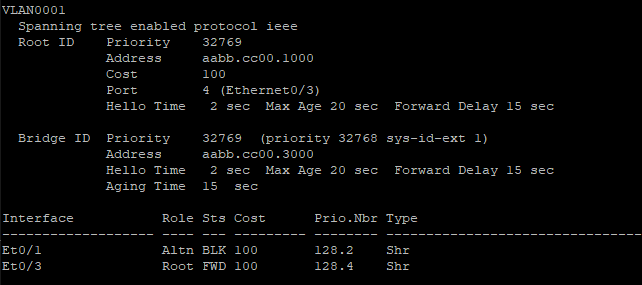 VLAN0001
  Spanning tree enabled protocol ieee
  Root ID    Priority    32769
             Address     aabb.cc00.1000
             Cost        100
             Port        4 (Ethernet0/3)
             Hello Time   2 sec  Max Age 20 sec  Forward Delay 15 sec

  Bridge ID  Priority    32769  (priority 32768 sys-id-ext 1)
             Address     aabb.cc00.3000
             Hello Time   2 sec  Max Age 20 sec  Forward Delay 15 sec
             Aging Time  15  sec

Interface           Role Sts Cost      Prio.Nbr Type
------------------- ---- --- --------- -------- --------------------------------
Et0/1               Altn BLK 100       128.2    Shr
Et0/3               Root FWD 100       128.4    Shr